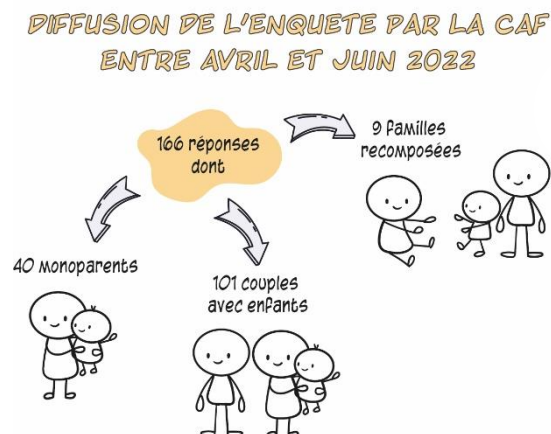 DIFFUSION DE L'ENQUETE PAR LA CAF
ENTRE AVRIL ET JUIN 2022
166 réponses
dont
9 familles
recomposées
40 monoparents
101 couples
avec enfants